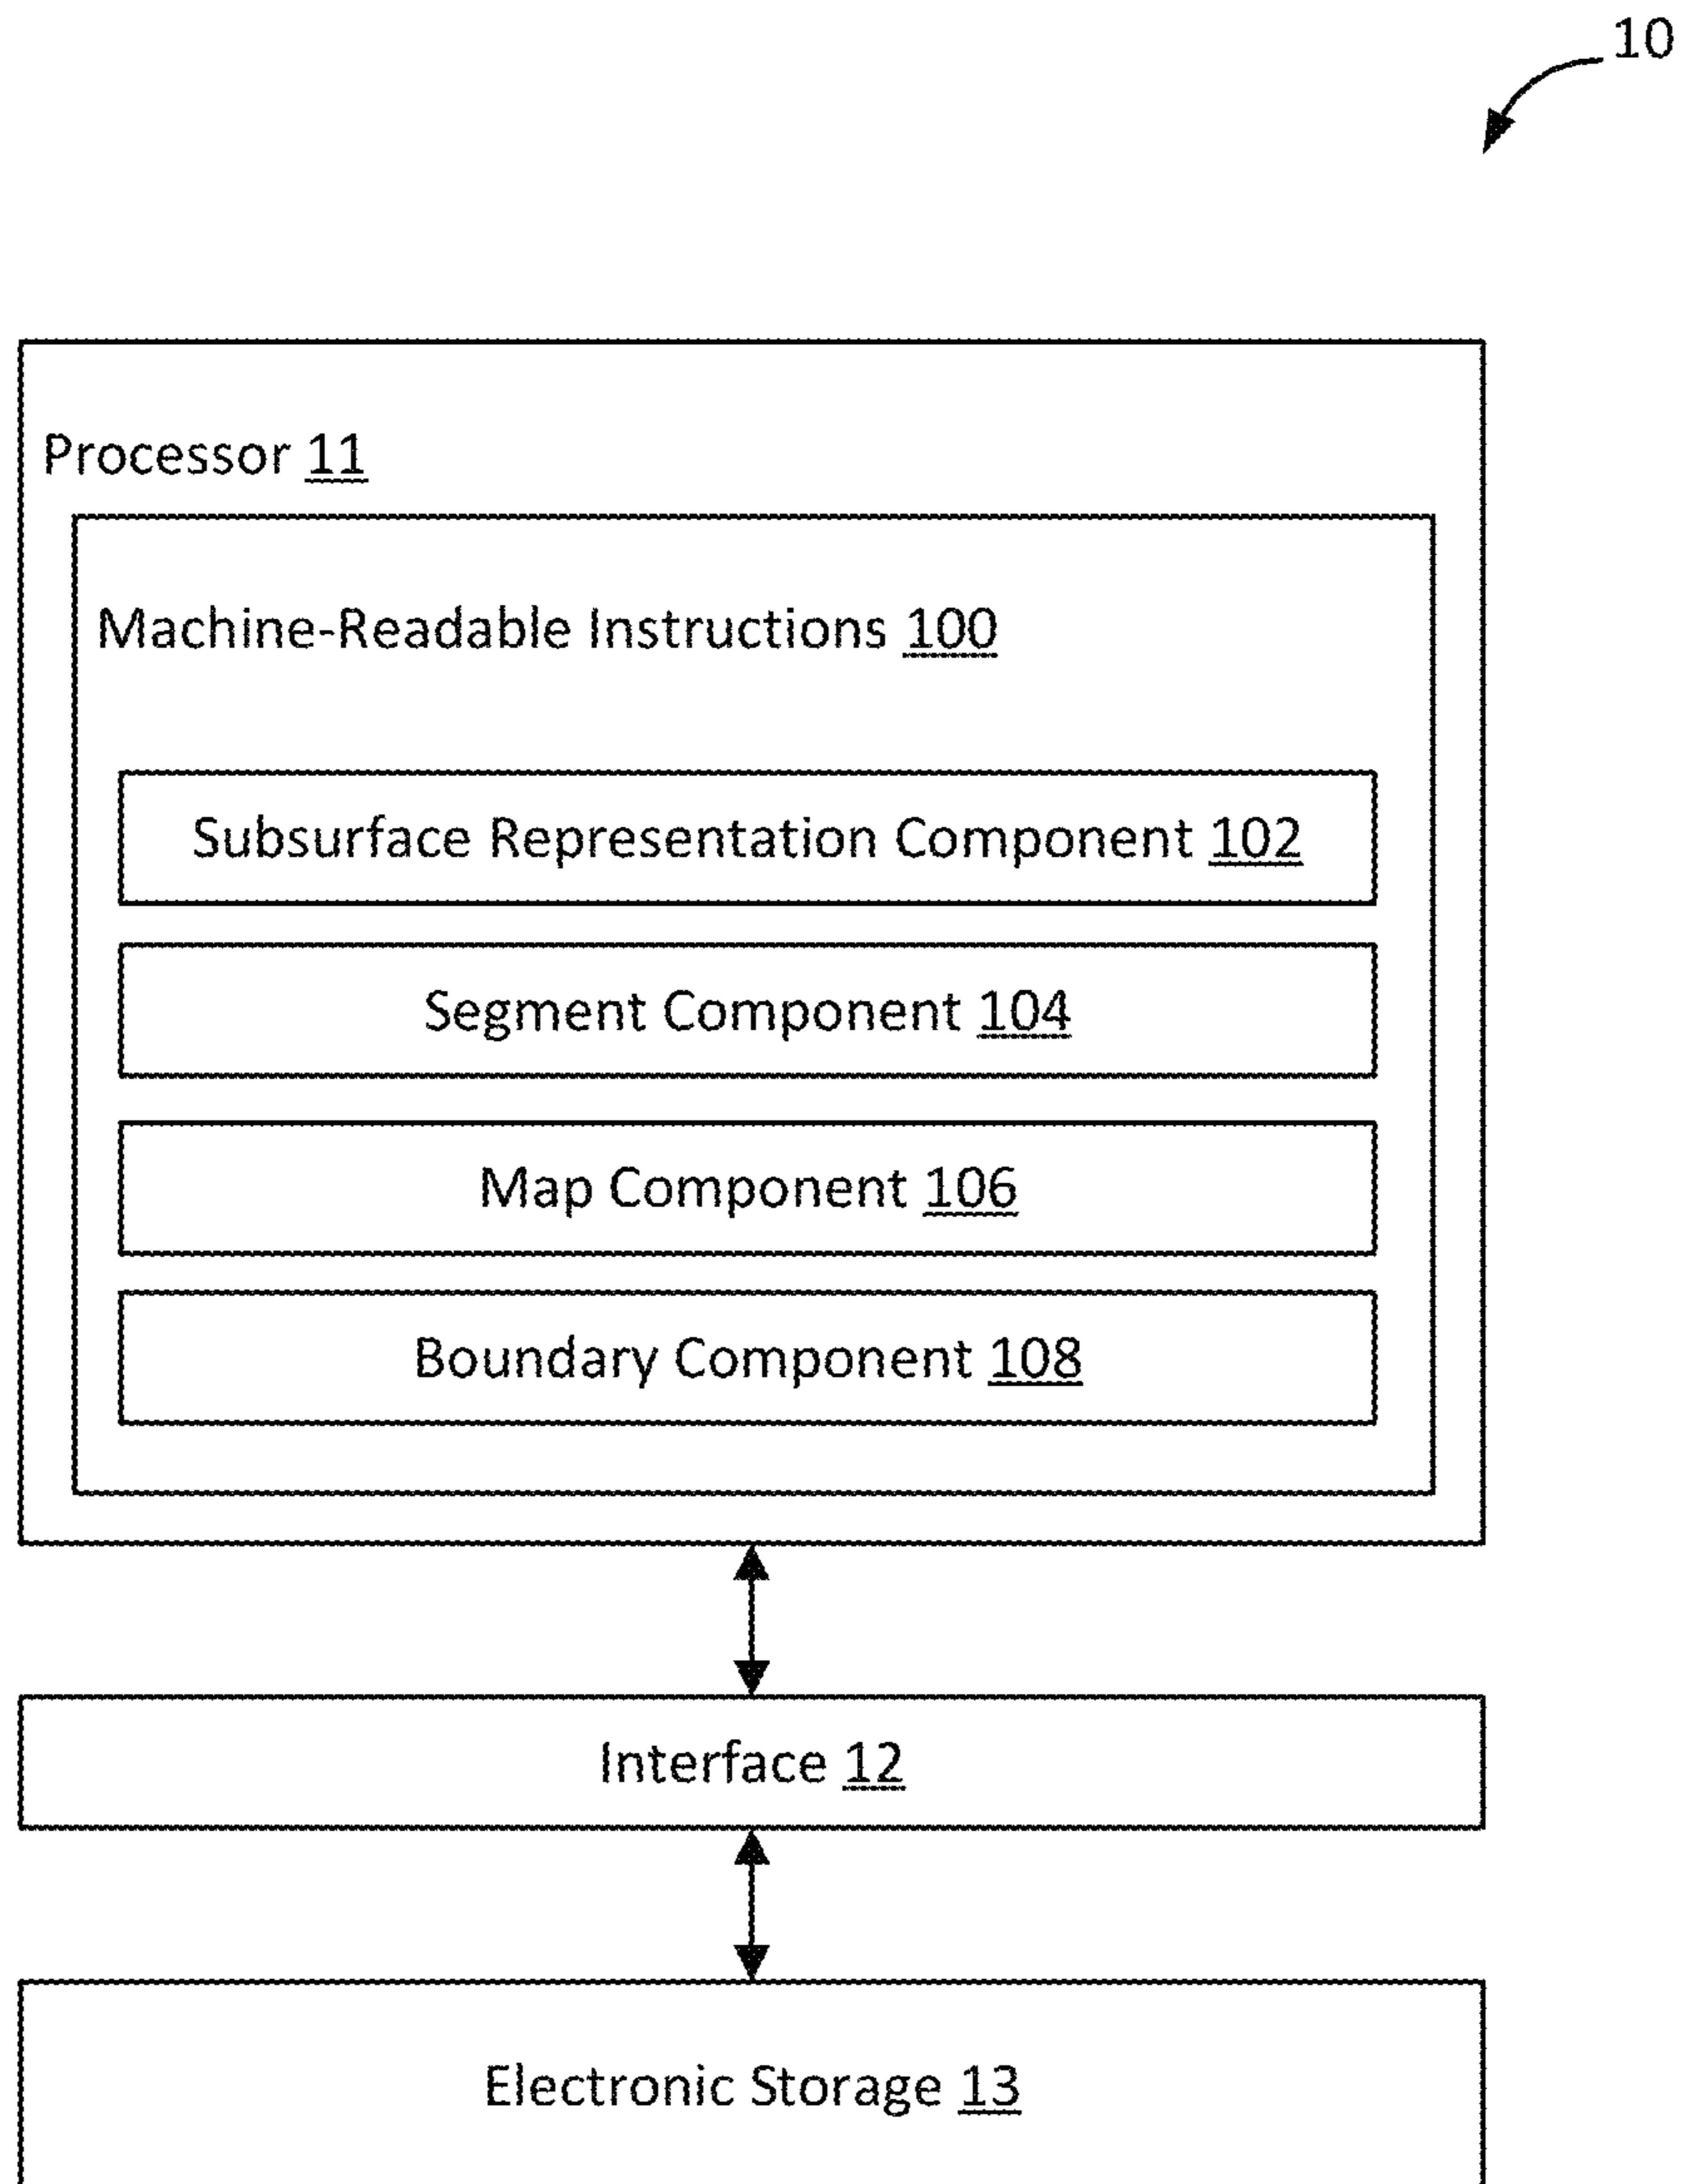 10
Processor 11
Machine-Readable Instructions 100
Subsurface Representation Component 102
Segment Component 104
Map Component 106
Boundary Component 108
Interface 12
Electronic Storage 13